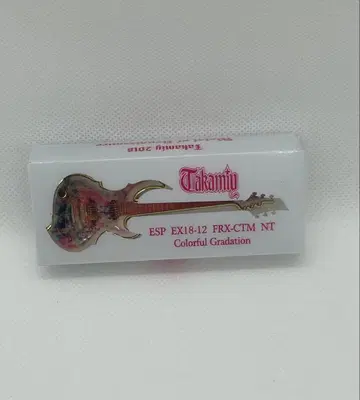 Takamiy 2018
Takamiy
ESP EX18-12 FRX-CTM NT
Colorful Gradation